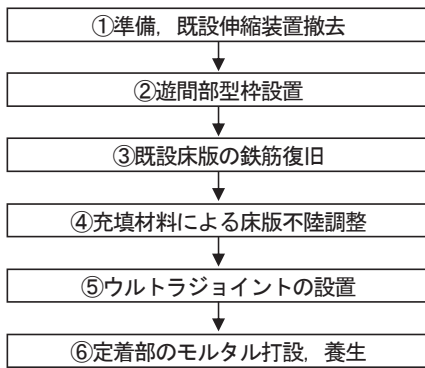 ①準備，既設伸縮装置撤去
②遊間部型枠設置
③既設床版の鉄筋復旧
④充填材料による床版不陸調整
⑤ウルトラジョイントの設置
⑥定着部のモルタル打設，養生